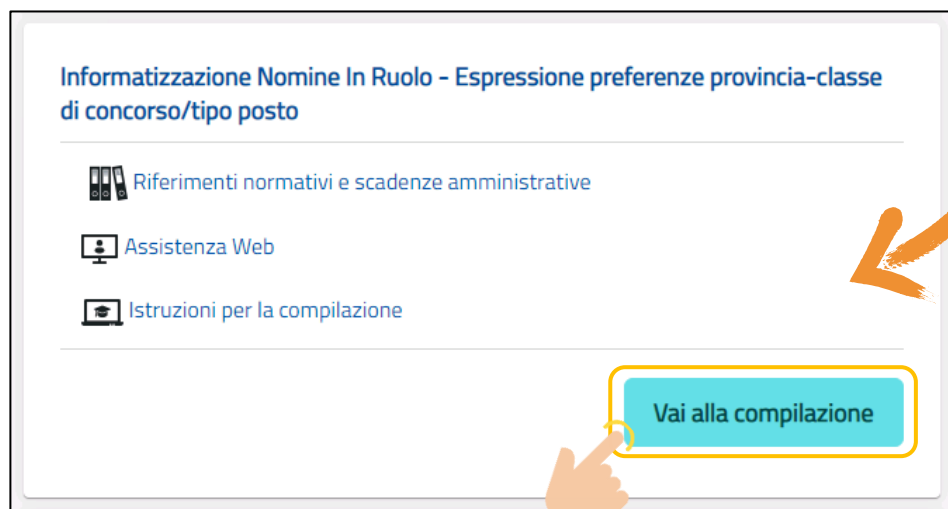 Informatizzazione Nomine In Ruolo - Espressione preferenze provincia-classe
di concorso/tipo posto
Riferimenti normativi e scadenze amministrative
Assistenza Web
Istruzioni per la compilazione
Vai alla compilazione